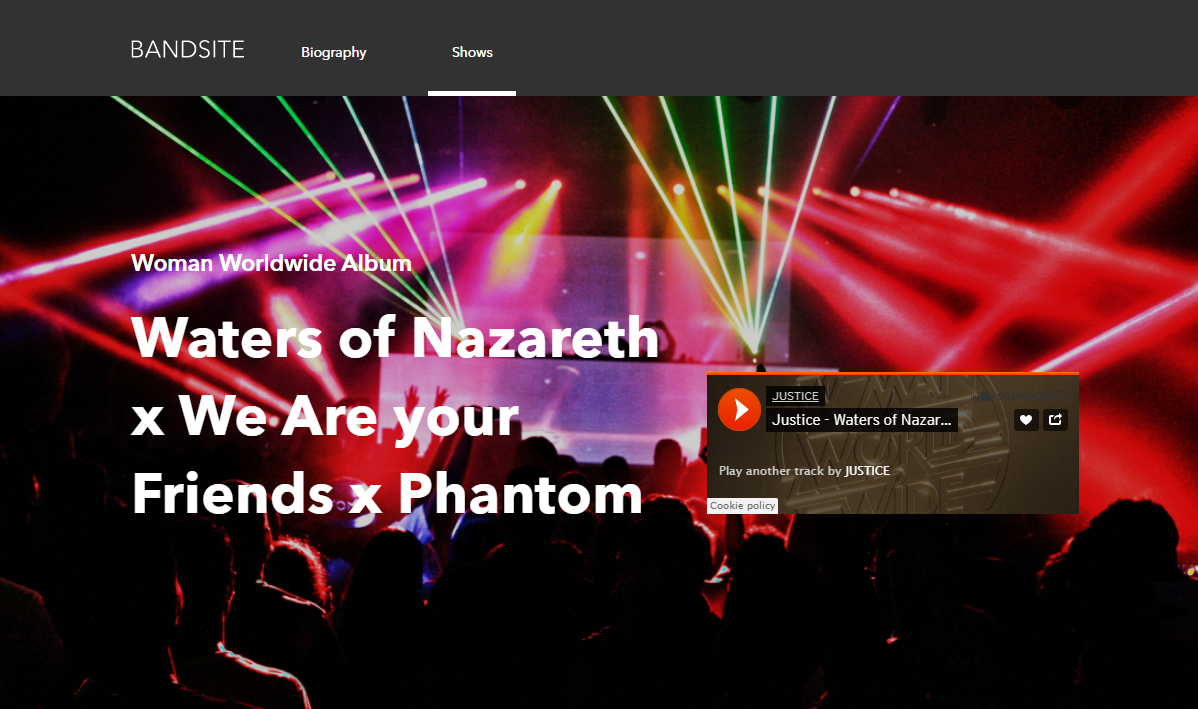 BANDSITE
Biography
Shows
Woman Worldwide Album
Waters of Nazareth
x We Are your
Friends x Phantom
JUSTICE
Justice - Waters of Nazar...
Play another track by JUSTICE
Cookie policy